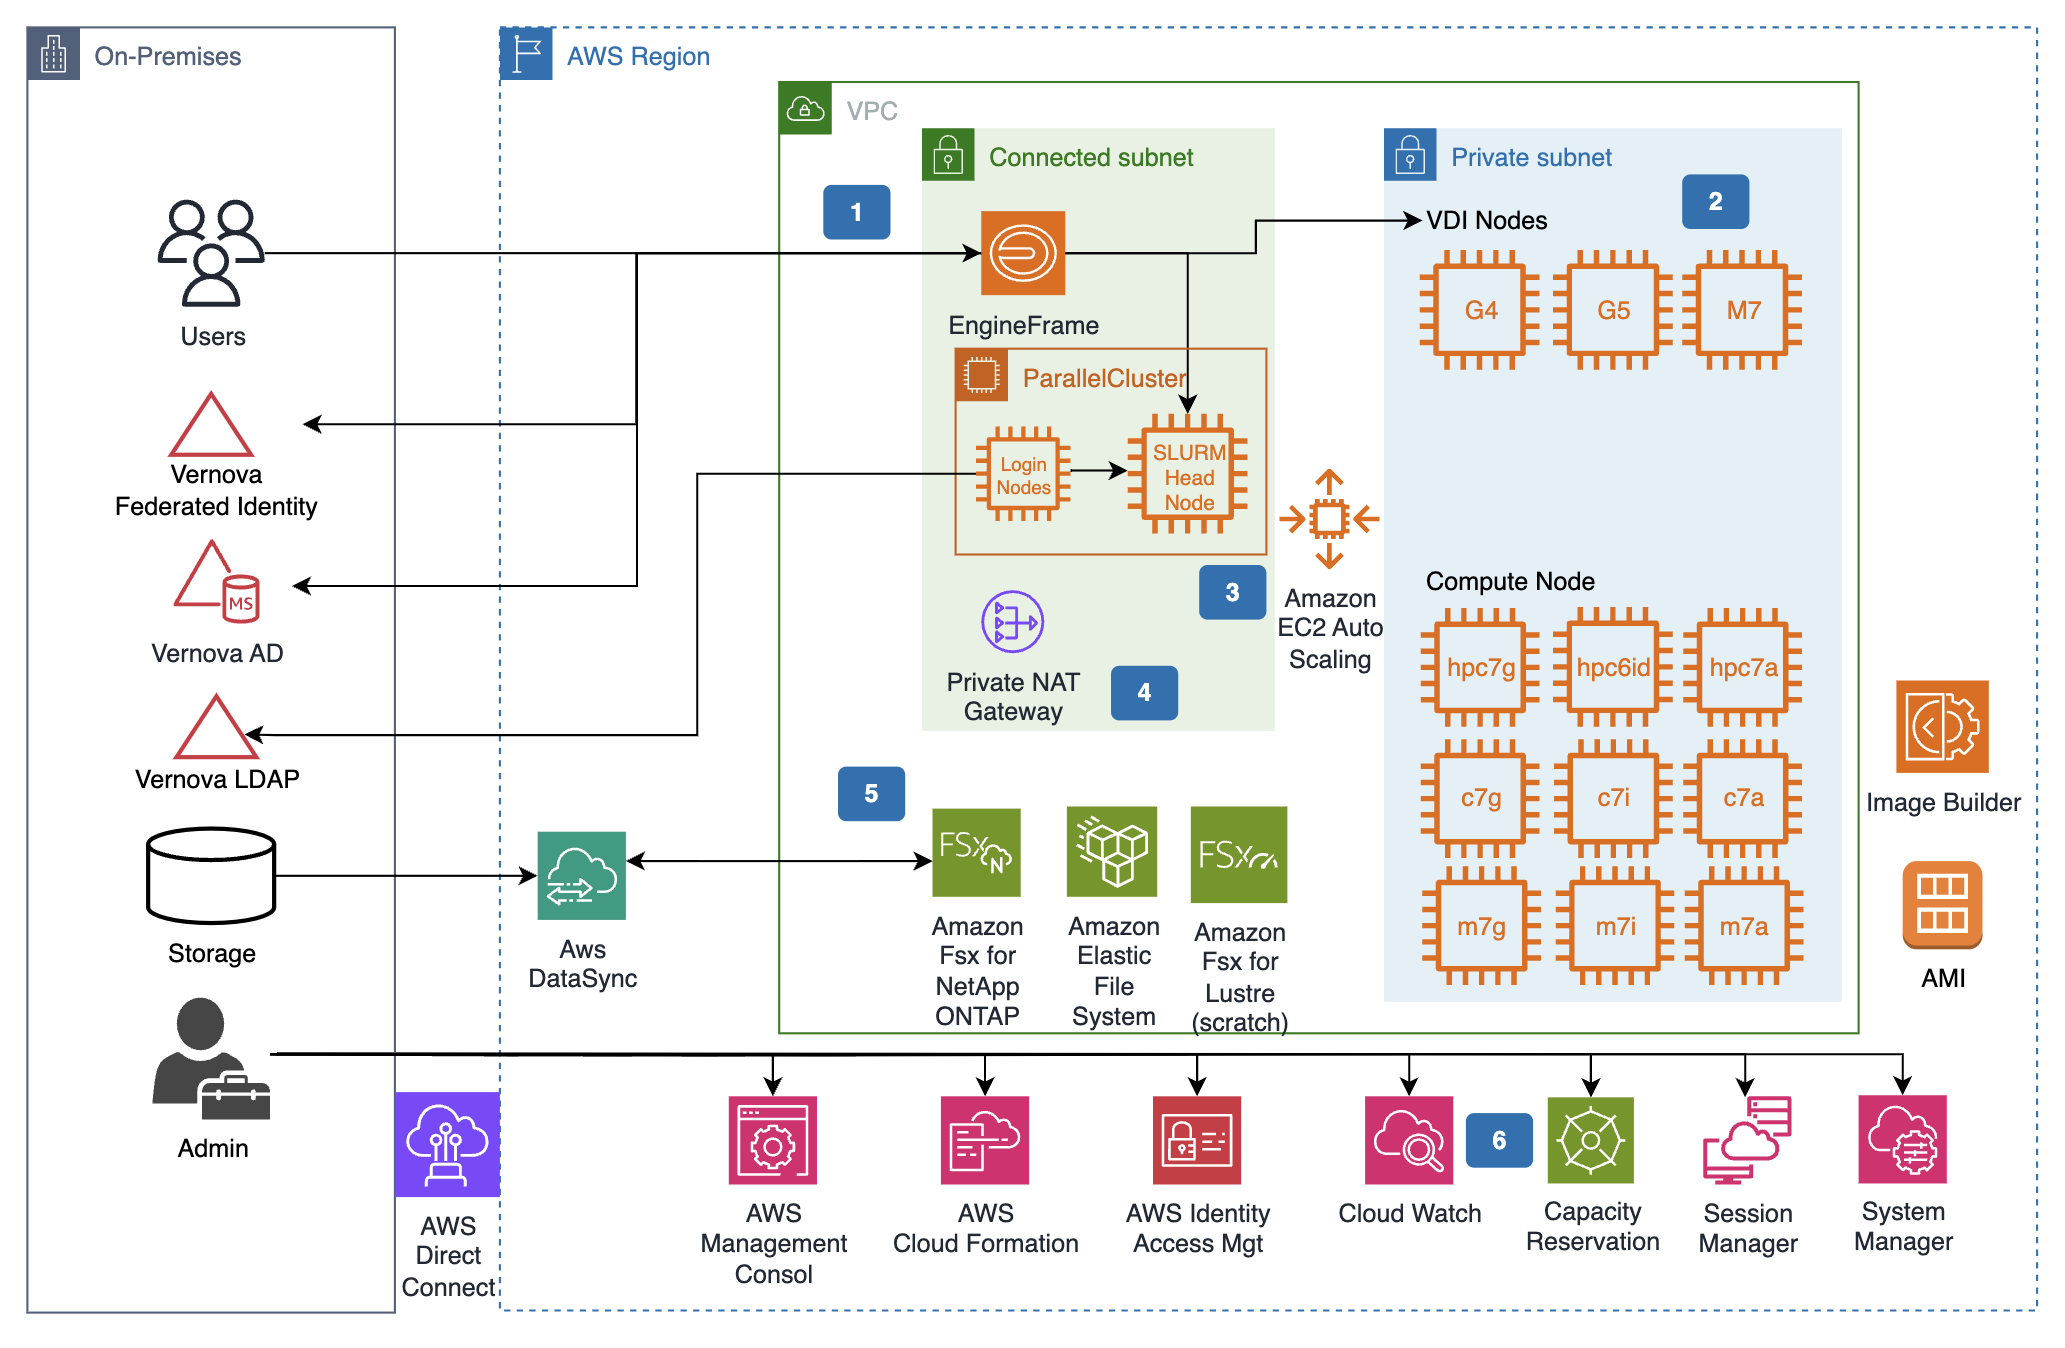 On-Premises
AWS Region
VPC
Connected subnet
Private subnet
1
2
VDI Nodes
G4
G5
M7
Users
EngineFrame
ParallelCluster
Login
Nodes
SLURM
Head
Node
Vernova
Federated Identity
Vernova AD
MS
Vernova LDAP
Storage
Admin
3
Amazon
EC2 Auto
Scaling
Private NAT
Gateway
4
Compute Node
hpc7g
hpc6id
hpc7a
c7g
c7i
c7a
m7g
m7i
m7a
Image Builder
AMI
5
FSx
N
FSx
Aws
DataSync
Amazon
Fsx for
NetApp
ONTAP
Amazon
Elastic
File
System
Amazon
Fsx for
Lustre
(scratch)
AWS
Direct
Connect
AWS
Management
Consol
AWS
Cloud Formation
AWS Identity
Access Mgt
Cloud Watch
6
Capacity
Reservation
Session
Manager
System
Manager